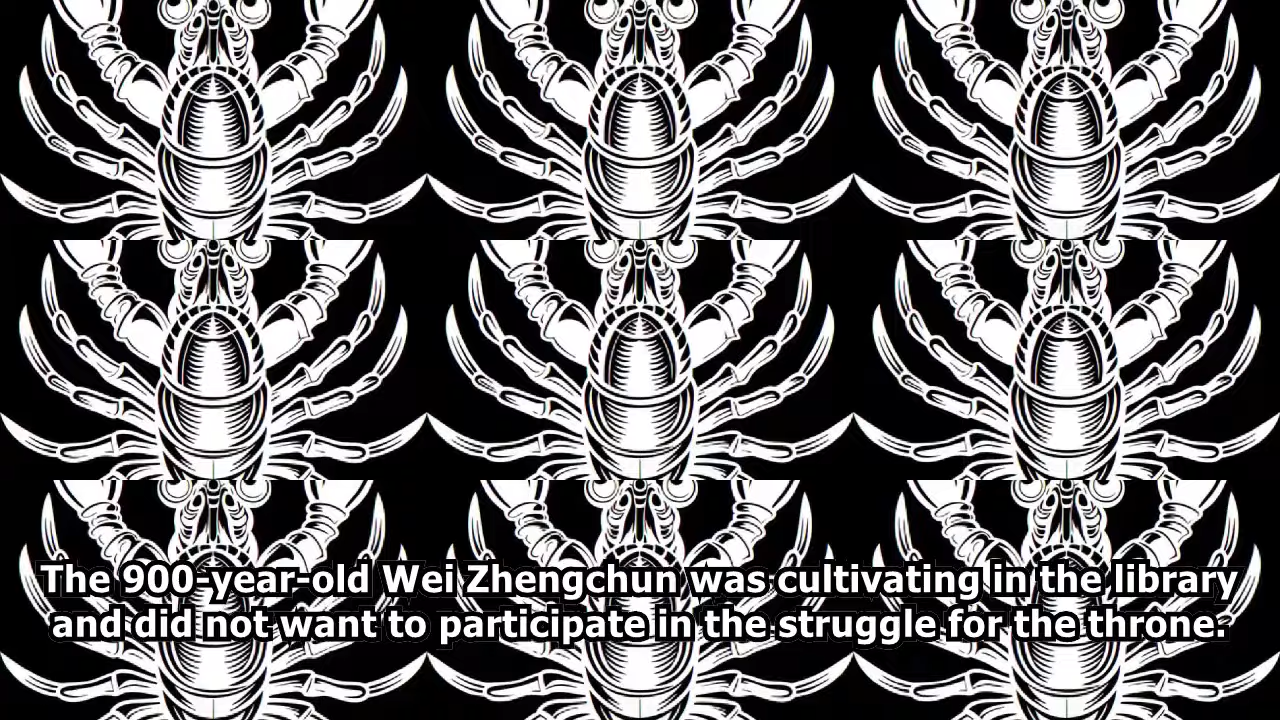 The 900-year-old Wei Zhengchun was cultivating in the library
and did not want to participate in the struggle for the throne.